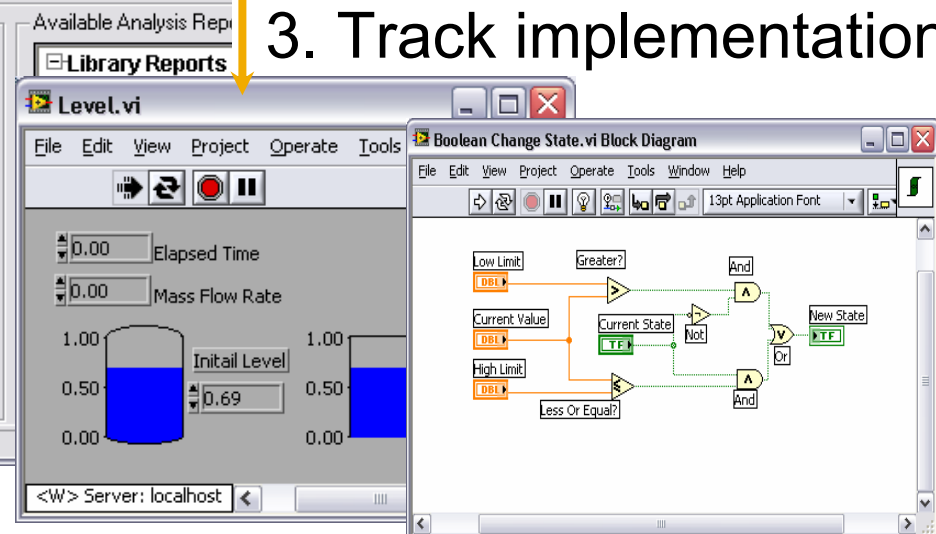 Available Analysis Repo
3. Track implementation
Library Reports
Level.vi
File Edit View Project Operate Tools
0.00 Elapsed Time
0.00 Mass Flow Rate
1.00
0.50
0.00
Initail Level
0.69
1.00
0.50
0.00
<W> Server: localhost
Boolean Change State.vi Block Diagram
File Edit View Project Operate Tools Window Help
13pt Application Font
Low Limit
DBL
Greater?
And
Current Value
DBL
Current State
TF
Not
New State
TF
Or
High Limit
DBL
Less Or Equal?
And